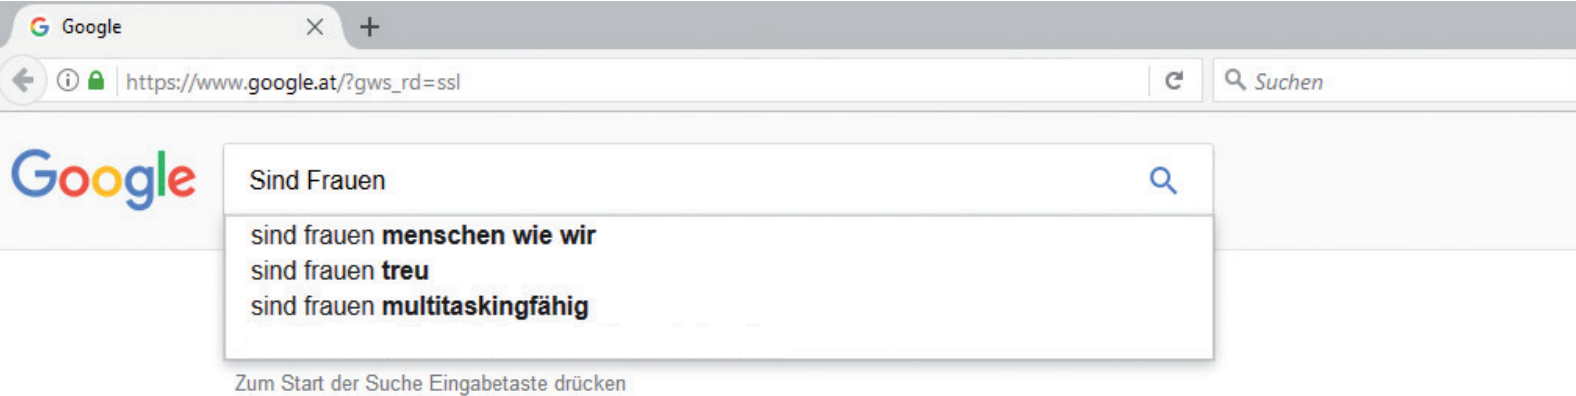 Google
https://www.google.at/?gws_rd=ssl
Suchen
Google
Sind Frauen
sind frauen menschen wie wir
sind frauen treu
sind frauen multitaskingfähig
Zum Start der Suche Eingabetaste drücken